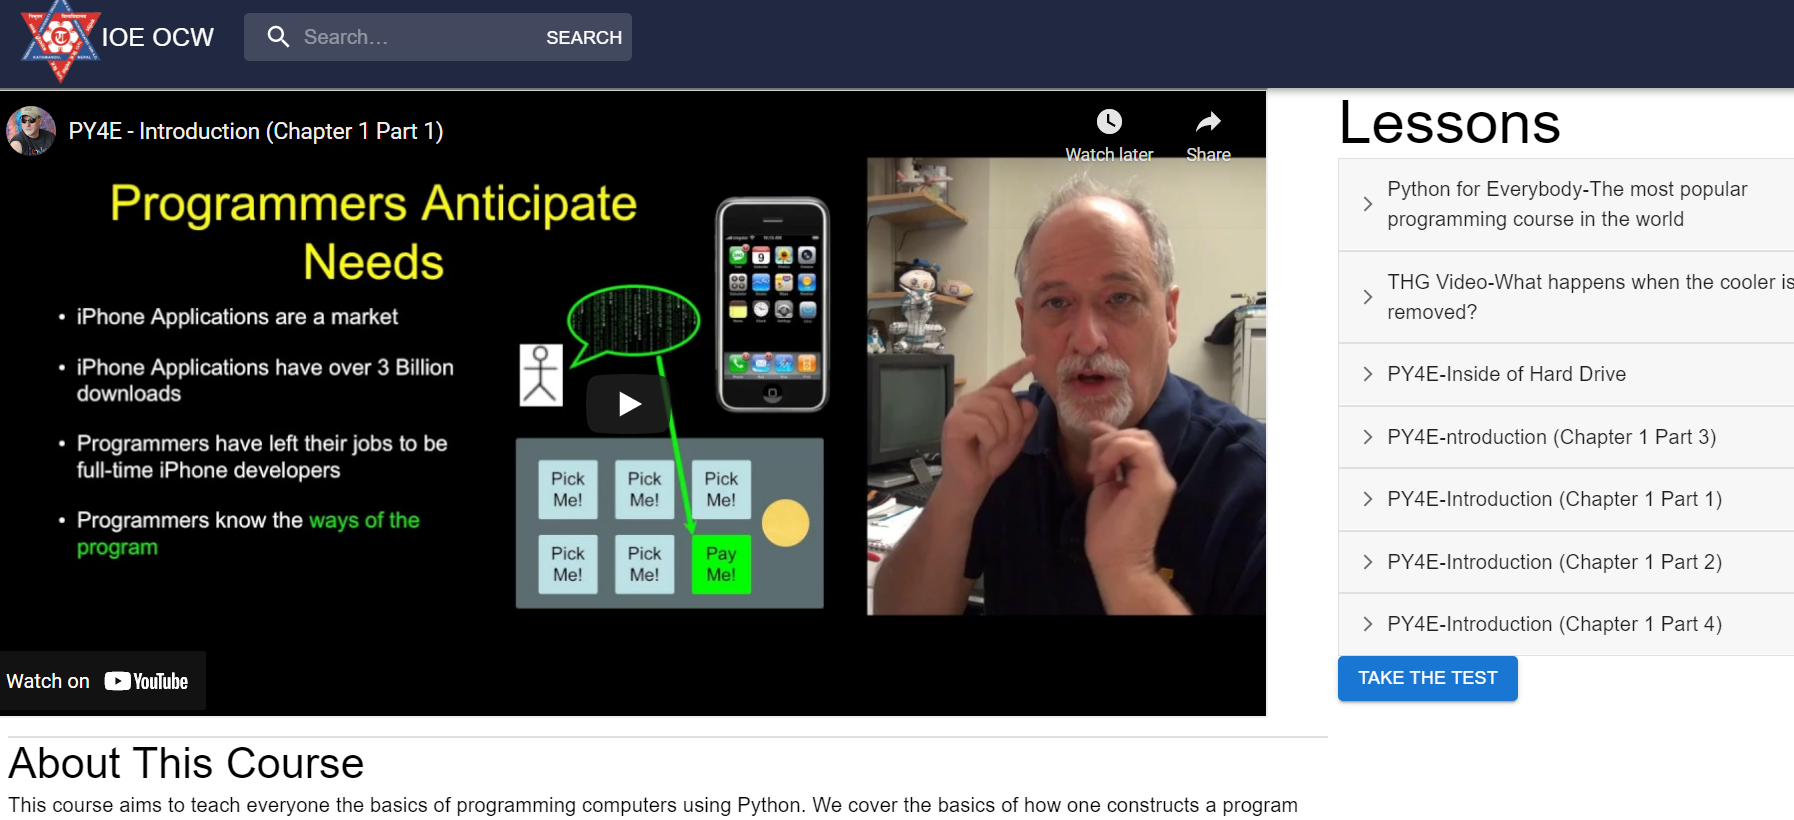 IOE OCW
Search...
SEARCH
PY4E - Introduction (Chapter 1 Part 1)
Watch later
Share
Programmers Anticipate
Needs
• iPhone Applications are a market
• iPhone Applications have over 3 Billion
downloads
• Programmers have left their jobs to be
full-time iPhone developers
• Programmers know the ways of the
program
Pick
Me!
Pick
Me!
Pick
Me!
Pick
Me!
Pick
Me!
Pay
Me!
Watch on YouTube
Lessons
Python for Everybody-The most popular
programming course in the world
THG Video-What happens when the cooler is
removed?
PY4E-Inside of Hard Drive
PY4E-ntroduction (Chapter 1 Part 3)
PY4E-Introduction (Chapter 1 Part 1)
PY4E-Introduction (Chapter 1 Part 2)
PY4E-Introduction (Chapter 1 Part 4)
TAKE THE TEST
About This Course
This course aims to teach everyone the basics of programming computers using Python. We cover the basics of how one constructs a program